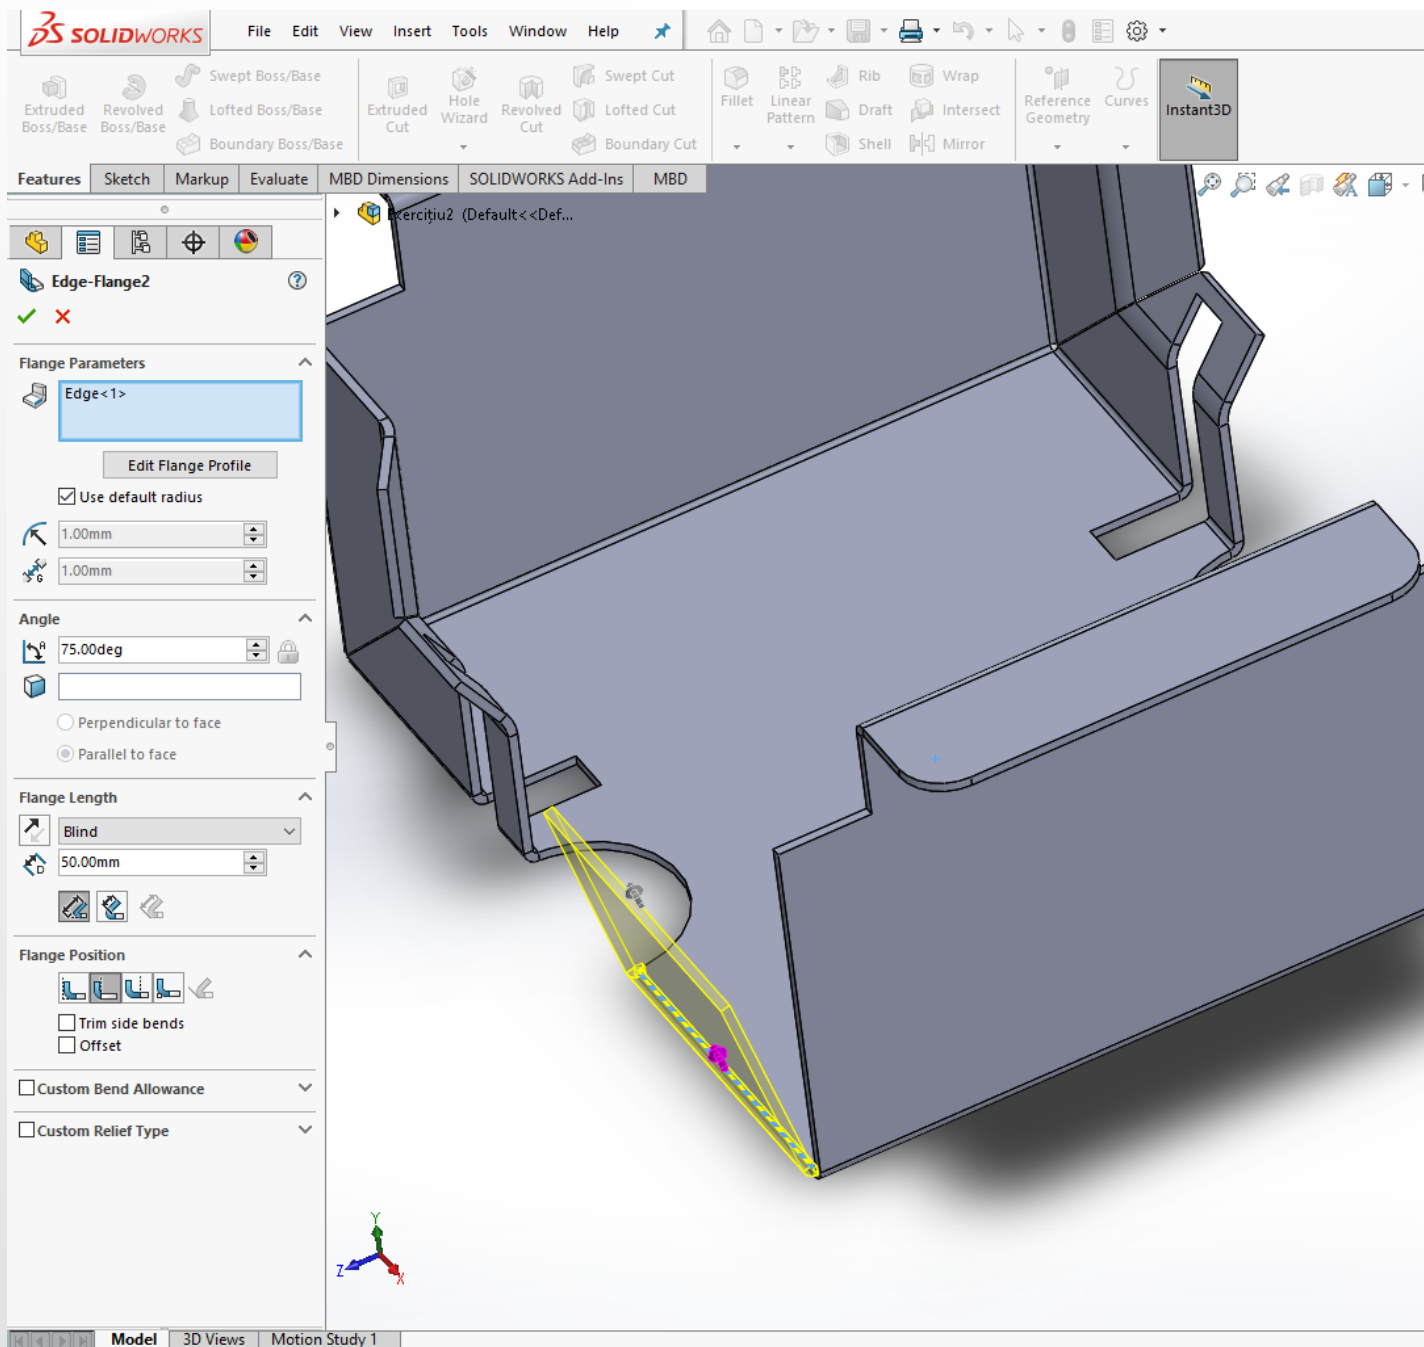 SOLIDWORKS File Edit View Insert Tools Window Help
Extruded Boss/Base
Revolved Boss/Base
Swept Boss/Base
Lofted Boss/Base
Boundary Boss/Base
Extruded Cut
Hole Wizard
Revolved Cut
Swept Cut
Lofted Cut
Boundary Cut
Fillet
Linear Pattern
Rib
Draft
Shell
Wrap
Intersect
Mirror
Reference Geometry
Curves
Instant3D
Features Sketch Markup Evaluate MBD Dimensions SOLIDWORKS Add-Ins MBD
(Default<<Def...
Edge-Flange2
Flange Parameters
Edge<1>
Edit Flange Profile
Use default radius
1.00mm
G
1.00mm
Angle
75.00deg
Perpendicular to face
Parallel to face
Flange Length
Blind
D
50.00mm
Flange Position
Trim side bends
Offset
Custom Bend Allowance
Custom Relief Type
Y
Z
X
Model 3D Views Motion Study 1